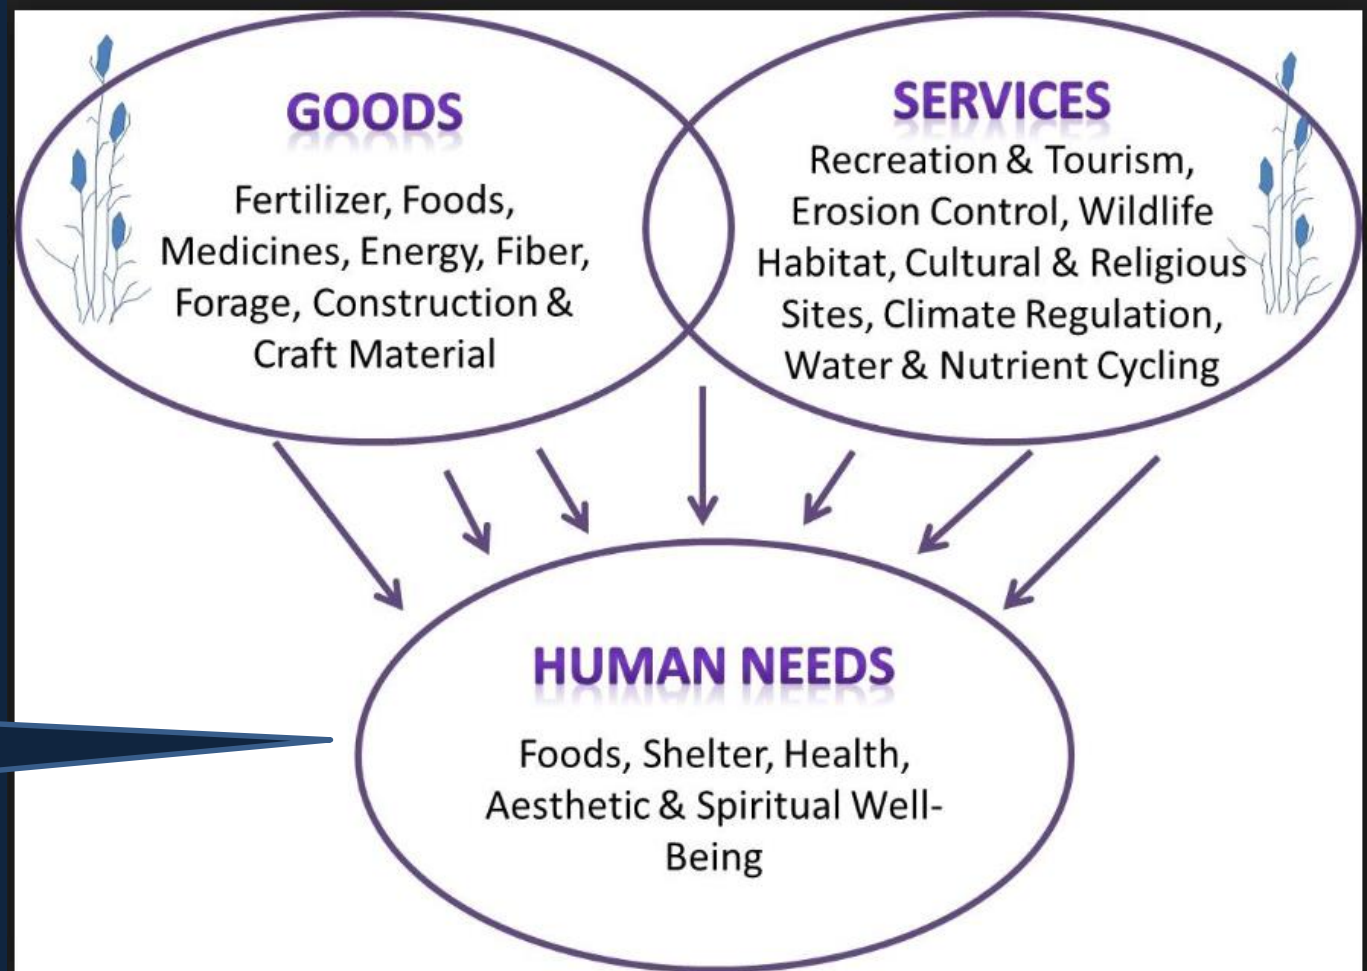 GOODS
Fertilizer, Foods,
Medicines, Energy, Fiber,
Forage, Construction &
Craft Material
SERVICES
Recreation & Tourism,
Erosion Control, Wildlife
Habitat, Cultural & Religious
Sites, Climate Regulation,
Water & Nutrient Cycling
HUMAN NEEDS
Foods, Shelter, Health,
Aesthetic & Spiritual Well-
Being